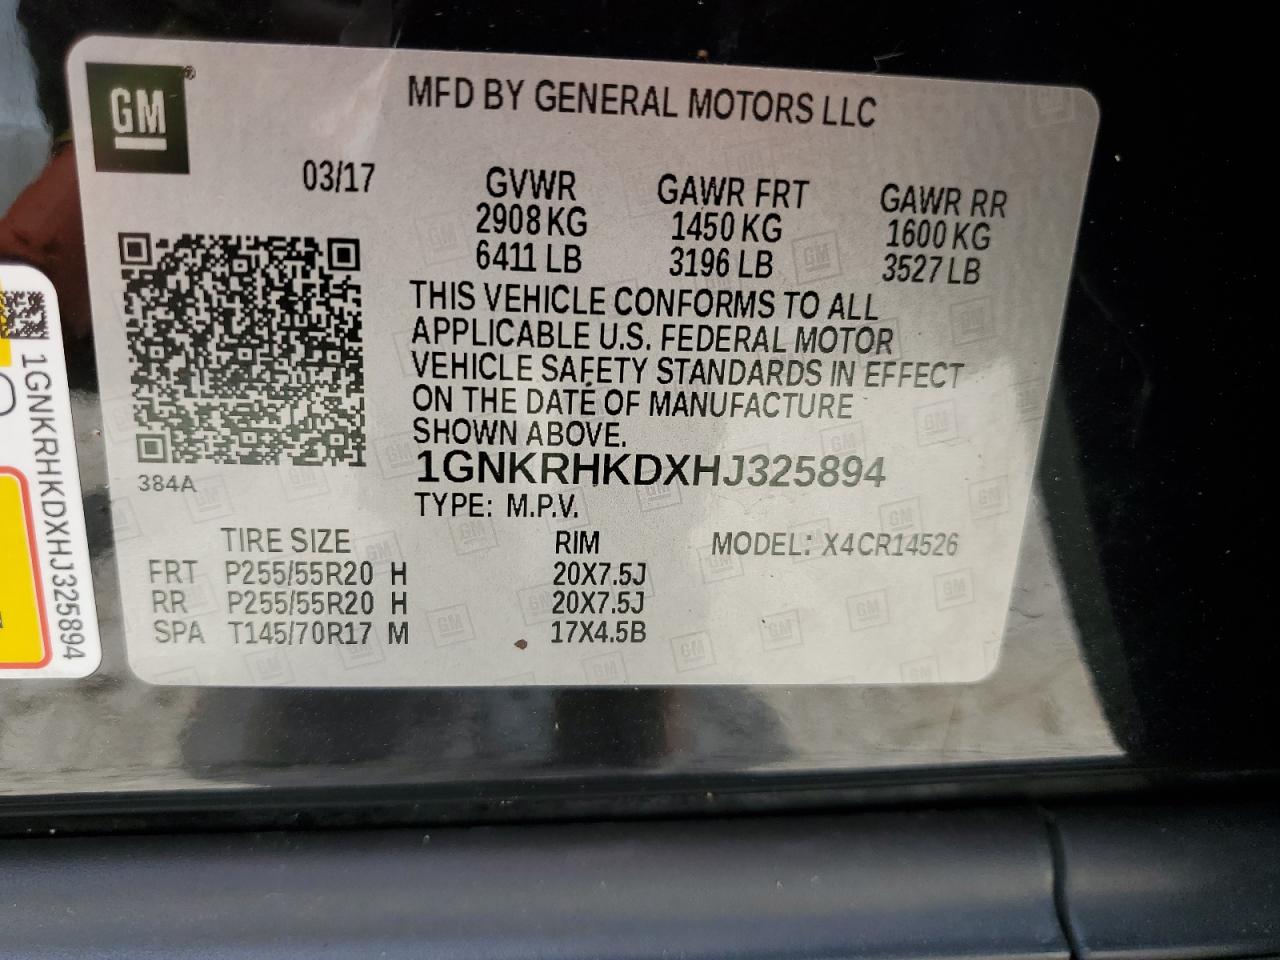 GM
MFD BY GENERAL MOTORS LLC
03/17
GVWR GAWR FRT GAWR RR
2908 KG 1450 KG 1600 KG
6411 LB 3196 LB 3527 LB
THIS VEHICLE CONFORMS TO ALL
APPLICABLE U.S. FEDERAL MOTOR
VEHICLE SAFETY STANDARDS IN EFFECT
ON THE DATE OF MANUFACTURE
SHOWN ABOVE.
1GNKRHKDXHJ325894
384A
TYPE: M.P.V.
TIRE SIZE RIM MODEL: X4CR14526
FRT P255/55R20 H 20X7.5J
RR P255/55R20 H 20X7.5J
SPA T145/70R17 M 17X4.5B
1GNKRHKDXHJ325894